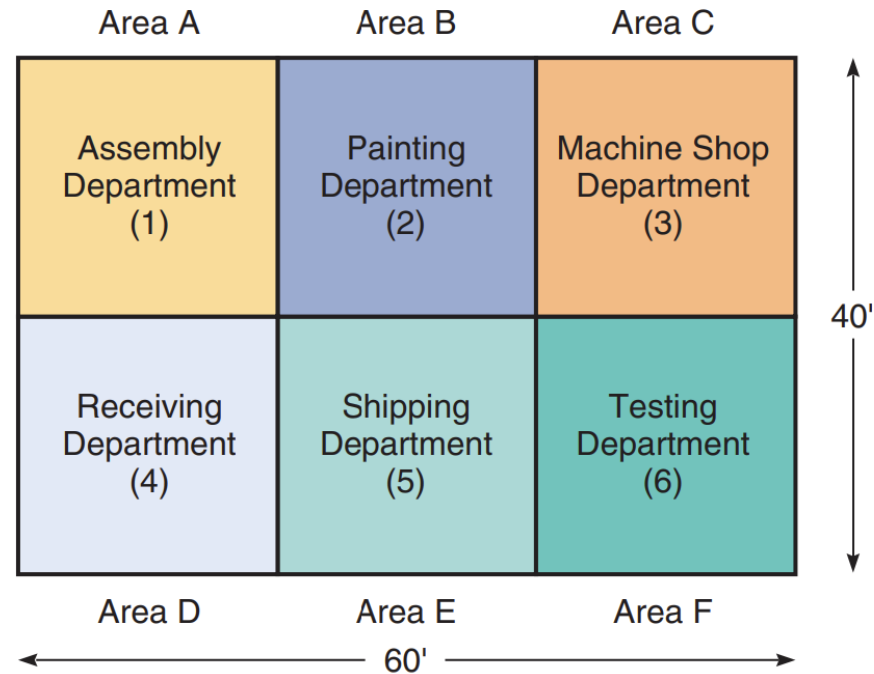 Area A
Area B
Area C
Assembly
Department
(1)
Painting
Department
(2)
Machine Shop
Department
(3)
40'
Receiving
Department
(4)
Shipping
Department
(5)
Testing
Department
(6)
Area D
Area E
Area F
60'